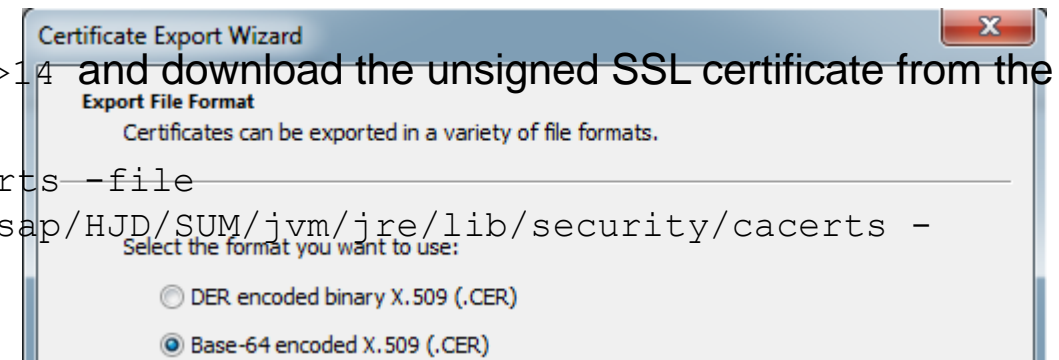 Certificate Export Wizard
>14 and download the unsigned SSL certificate from the
Export File Format
Certificates can be exported in a variety of file formats.
rts -file
sap/HJD/SUM/jvm/jre/lib/security/cacerts -
Select the format you want to use:
DER encoded binary X.509 (.CER)
Base-64 encoded X.509 (.CER)